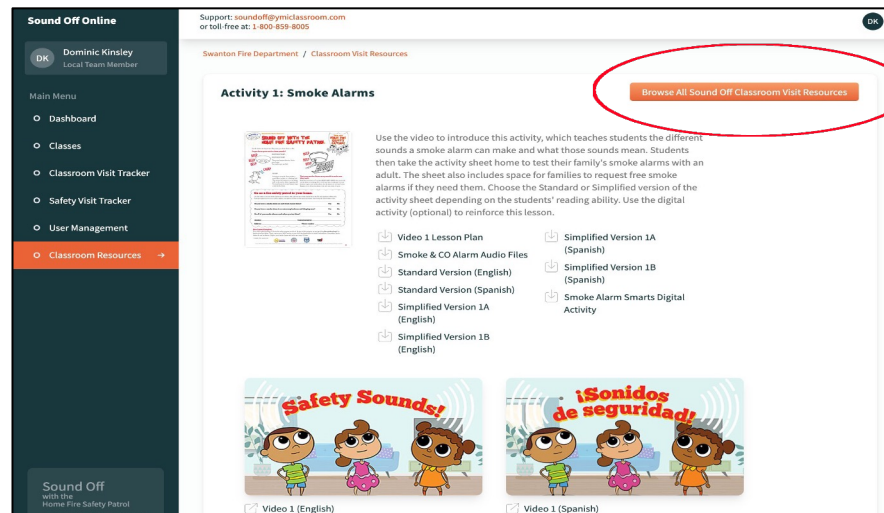 Sound Off Online
Support: soundoff@ymiclassroom.com
or toll-free at: 1-800-859-8005
DK
DK
Dominic Kinsley
Local Team Member
Main Menu
Dashboard
Classes
Classroom Visit Tracker
Safety Visit Tracker
User Management
Classroom Resources →
Sound Off
with the
Home Fire Safety Patrol
Swanton Fire Department / Classroom Visit Resources
Activity 1: Smoke Alarms
Browse All Sound Off Classroom Visit Resources
SOUND OFF WITH THE
HOME FIRE SAFETY PATROL
Use the video to introduce this activity, which teaches students the different
sounds a smoke alarm can make and what those sounds mean. Students
then take the activity sheet home to test their family's smoke alarms with an
adult. The sheet also includes space for families to request free smoke
alarms if they need them. Choose the Standard or Simplified version of the
activity sheet depending on the students' reading ability. Use the digital
activity (optional) to reinforce this lesson.
Video 1 Lesson Plan
Smoke & CO Alarm Audio Files
Standard Version (English)
Standard Version (Spanish)
Simplified Version 1A
(English)
Simplified Version 1B
(English)
Simplified Version 1A
(Spanish)
Simplified Version 1B
(Spanish)
Smoke Alarm Smarts Digital
Activity
Safety Sounds!
¡Sonidos
de seguridad!
Video 1 (English)
Video 1 (Spanish)